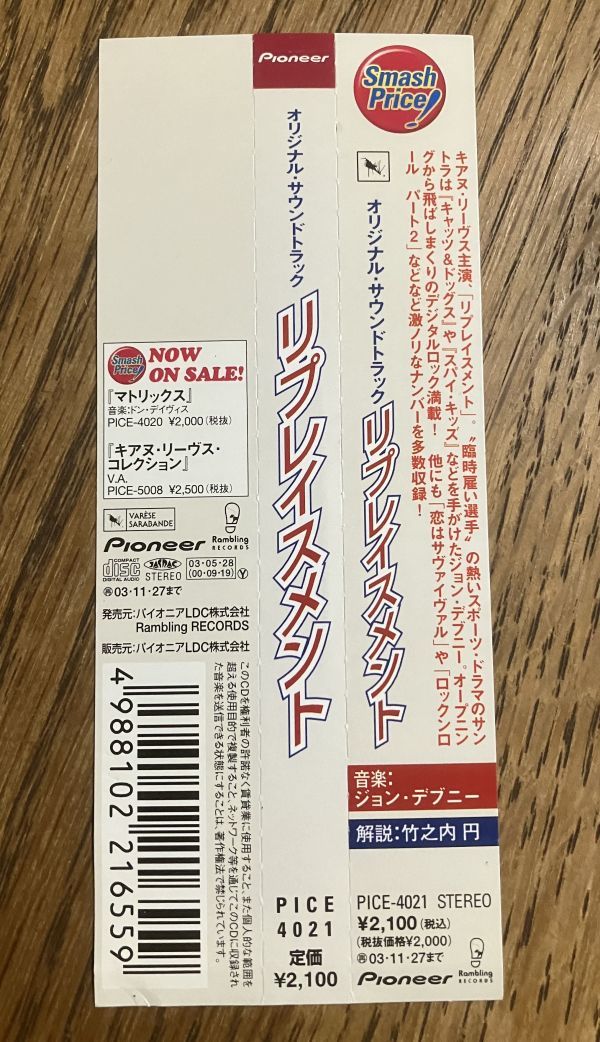 Smash
Price!
キアヌ・リーヴス主演、「リプレイスメント」。〝臨時雇い選手〟の熱いスポーツ・ドラマのサン
トラは『キャッツ&ドッグス』や『スパイ・キッズ』などを手がけたジョン・デブニー。オープニン
グから飛ばしまくりのデジタルロック満載! 他にも「恋はサヴァイヴァル」や「ロックンロ
ール パート2」などなど激ノリなナンバーを多数収録!
オリジナル・サウンドトラック
リプレイスメント
音楽:
ジョン・デブニー
解説:竹之内 円
PICE-4021 STEREO
¥2,100(税込)
(税抜価格¥2,000)
再03・11・27まで
Pioneer
Rambling
RECORDS
Pioneer
オリジナル・サウンドトラック
リプレイスメント
PICE
4021
定価
¥2,100
Smash
Price!
NOW
ON SALE!
『マトリックス』
音楽:ドン・デイヴィス
PICE-4020 ¥2,000(税抜)
『キアヌ・リーヴス・
コレクション』
V.A.
PICE-5008 ¥2,500(税抜)
VARÈSE
SARABANDE
Pioneer
Rambling
RECORDS
COMPACT
disc
DIGITAL AUDIO
JASRAC
STEREO
03・05・28
(00・09・19)
Y
再03・11・27まで
発売元:パイオニアLDC株式会社
Rambling RECORDS
販売元:パイオニアLDC株式会社
4 988102 216559
このCDを権利者の許諾なく賃貸業に使用すること、また個人的な範囲を
超える使用目的で複製すること、ネットワーク等を通じてこのCDに収録され
た音楽を送信できる状態にすることは、著作権法で禁じられています。